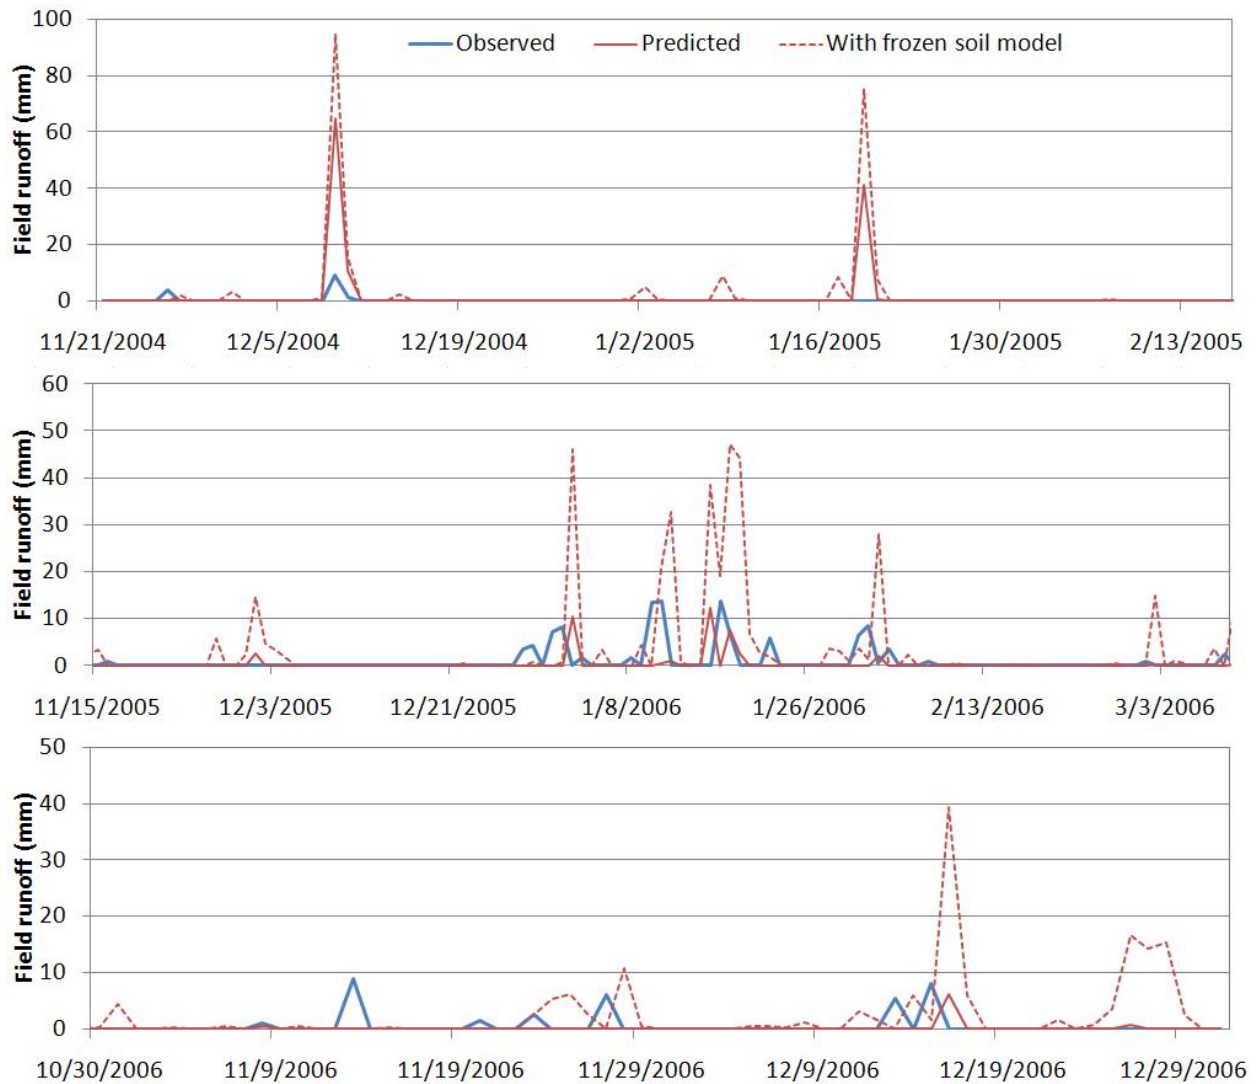 100
80
60
40
20
0
Field runoff (mm)
Observed Predicted With frozen soil model
11/21/2004 12/5/2004 12/19/2004 1/2/2005 1/16/2005 1/30/2005 2/13/2005
60
50
40
30
20
10
0
Field runoff (mm)
11/15/2005 12/3/2005 12/21/2005 1/8/2006 1/26/2006 2/13/2006 3/3/2006
50
40
30
20
10
0
Field runoff (mm)
10/30/2006 11/9/2006 11/19/2006 11/29/2006 12/9/2006 12/19/2006 12/29/2006